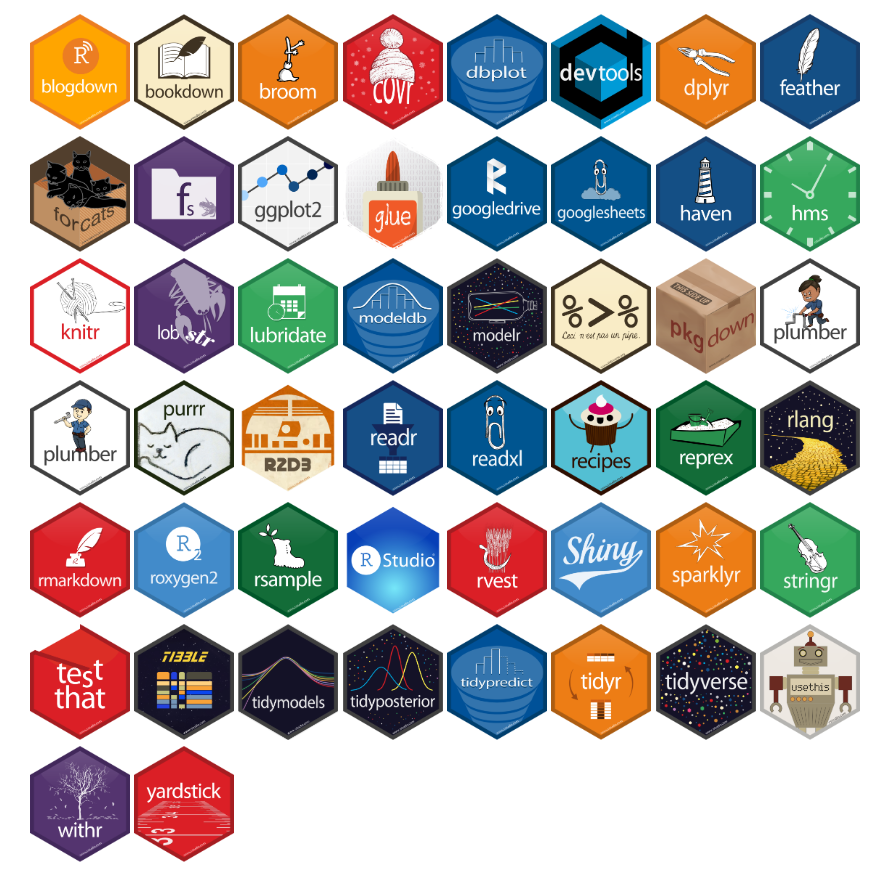 R
blogdown
bookdown
broom
covr
dbplot
devtools
dplyr
feather
forcats
fs
ggplot2
glue
googledrive
googlesheets
haven
hms
knitr
lobstr
lubridate
modeldb
modelr
%>%
Ceci n'est pas un pipe.
THIS SIDE UP
pkgdown
plumber
plumber
purrr
R2D3
readr
readxl
recipes
reprex
rlang
rmarkdown
R2
roxygen2
rsample
R Studio
rvest
Shiny
sparklyr
stringr
test
that
TIBBLE
tidymodels
tidyposterior
tidypredict
tidyr
tidyverse
usethis
withr
yardstick